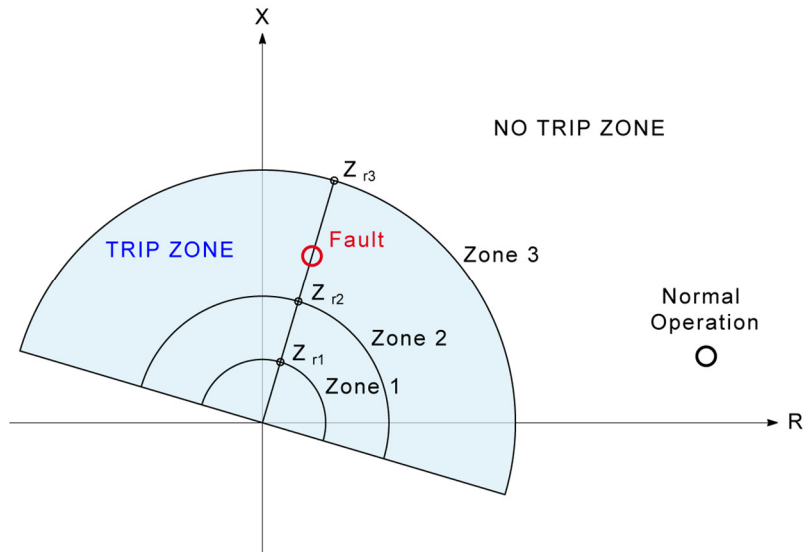 X
NO TRIP ZONE
Z r3
TRIP ZONE
Fault
Zone 3
Z r2
Normal
Operation
Zone 2
Z r1
Zone 1
R